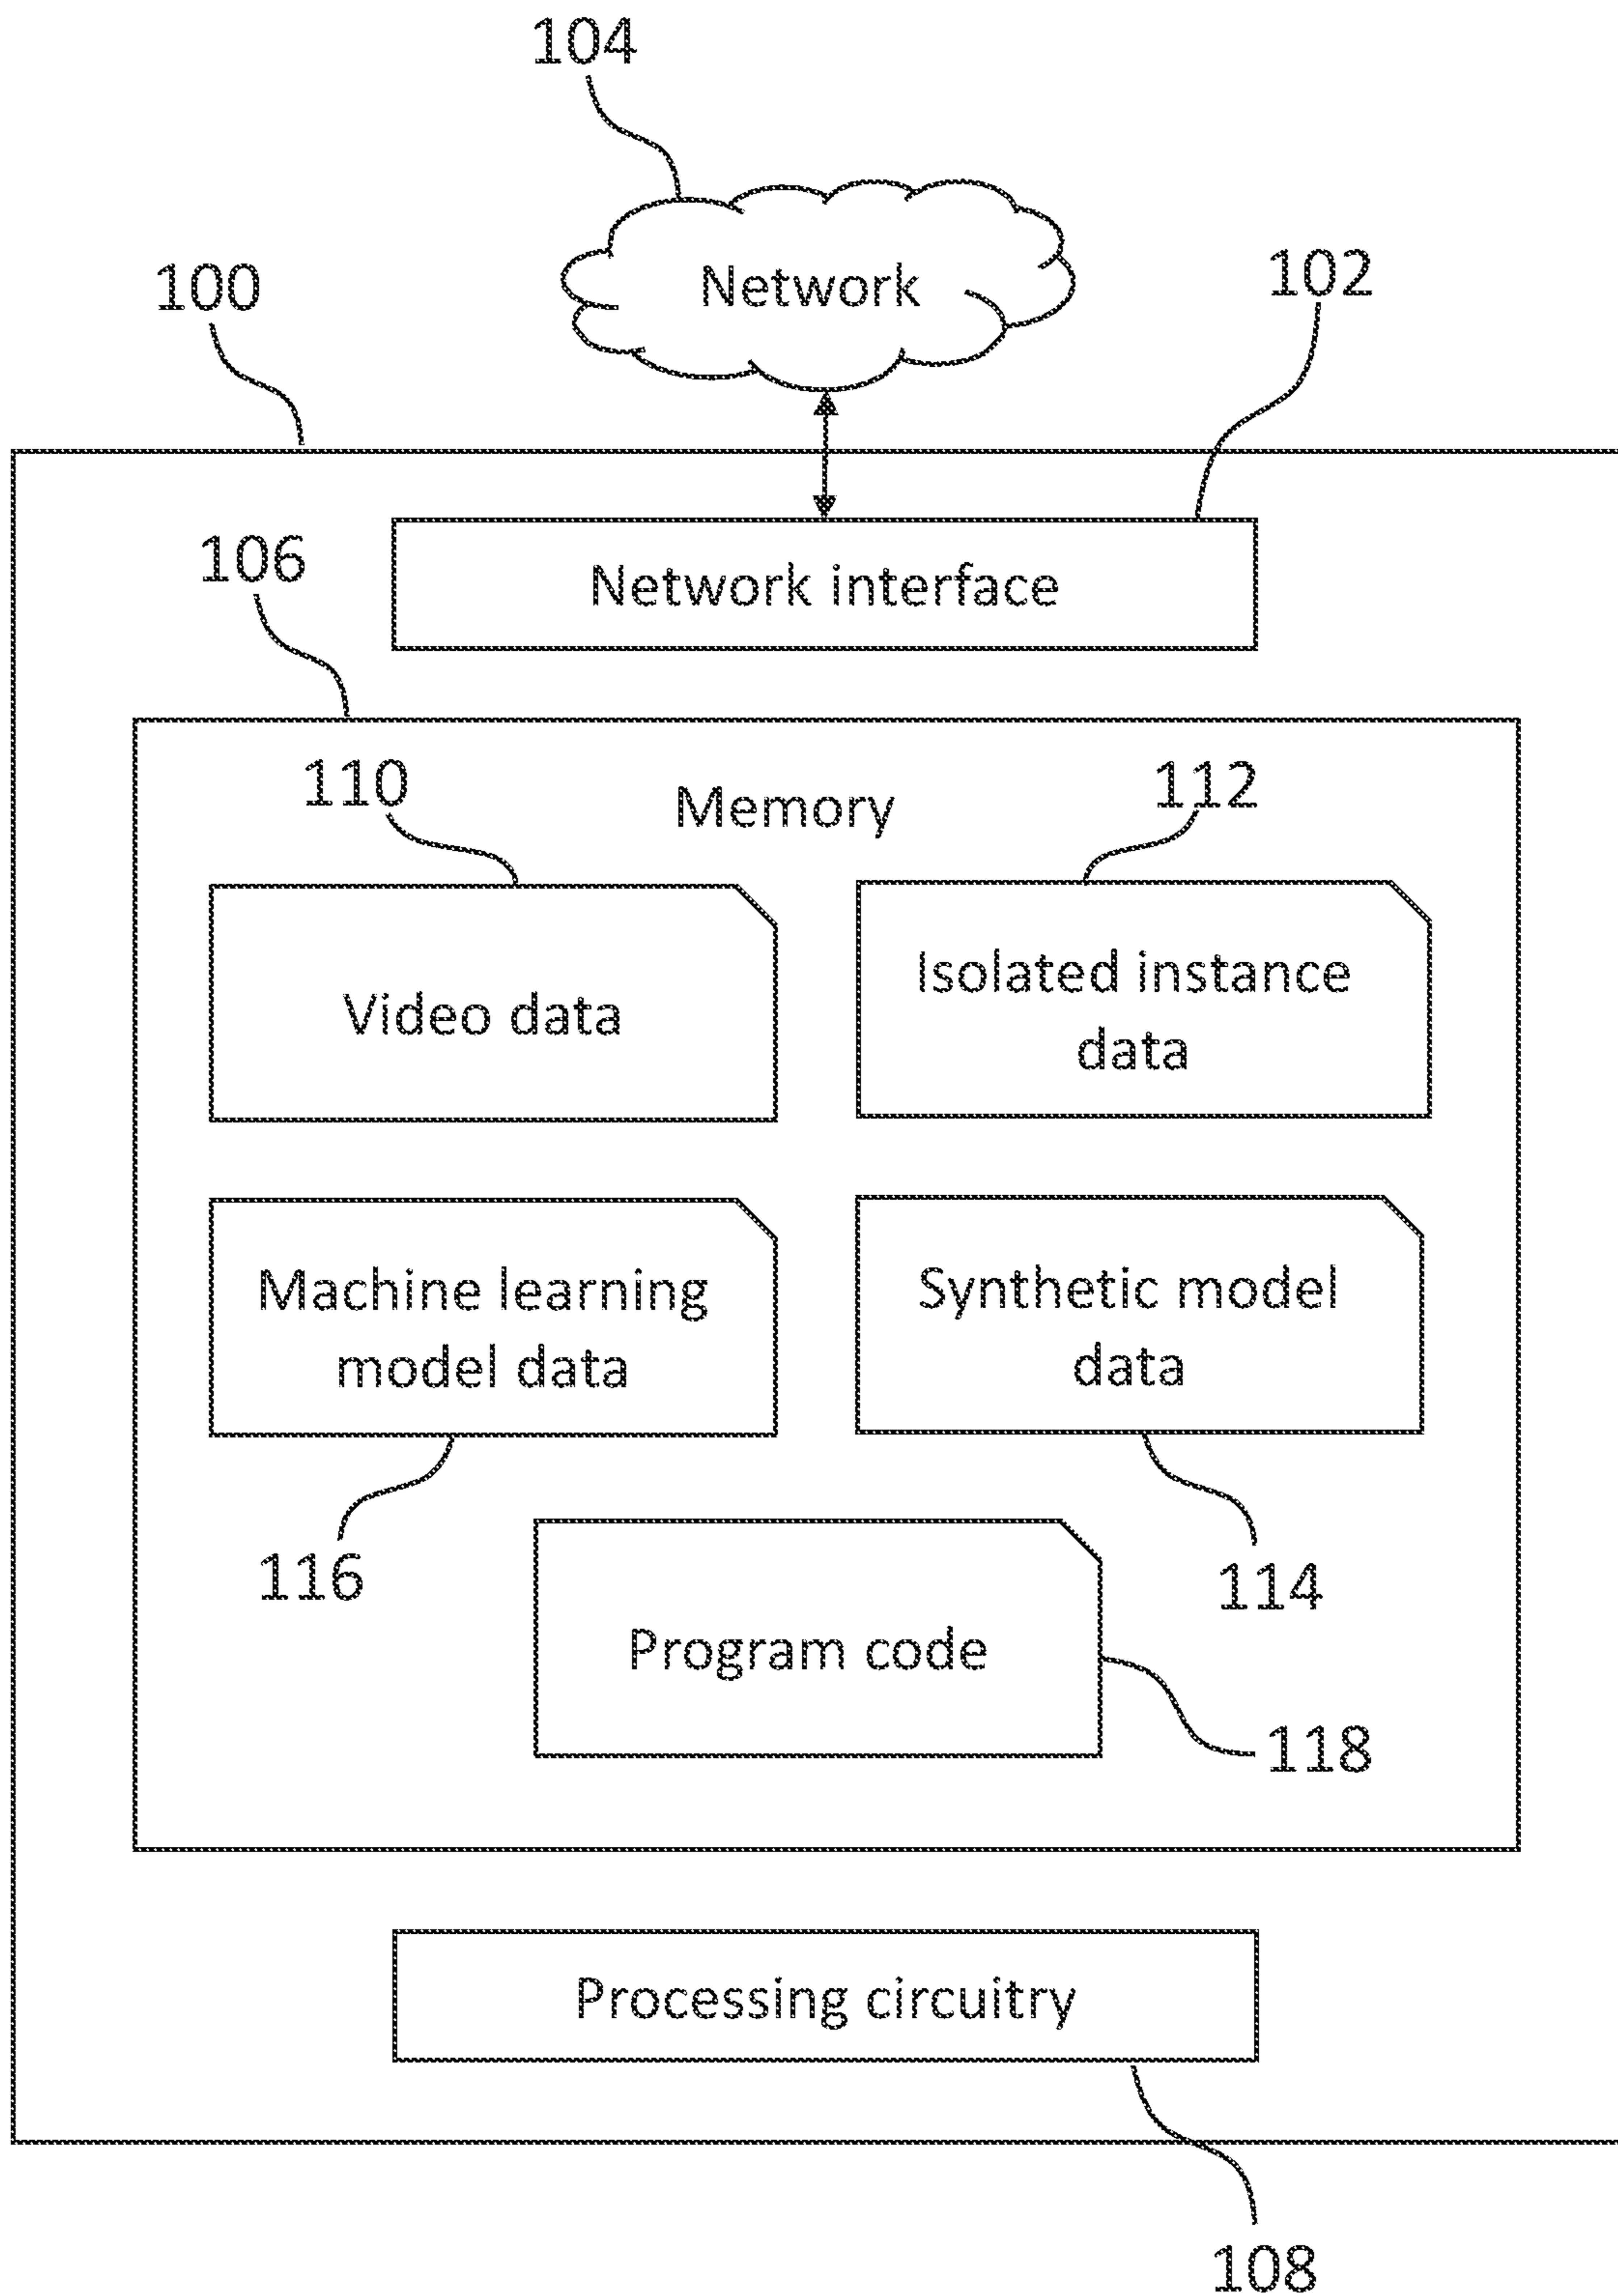 104
Network
100
102
Network interface
106
110
Memory
112
Video data
Isolated instance
data
Machine learning
model data
Synthetic model
data
116
114
Program code
118
Processing circuitry
108